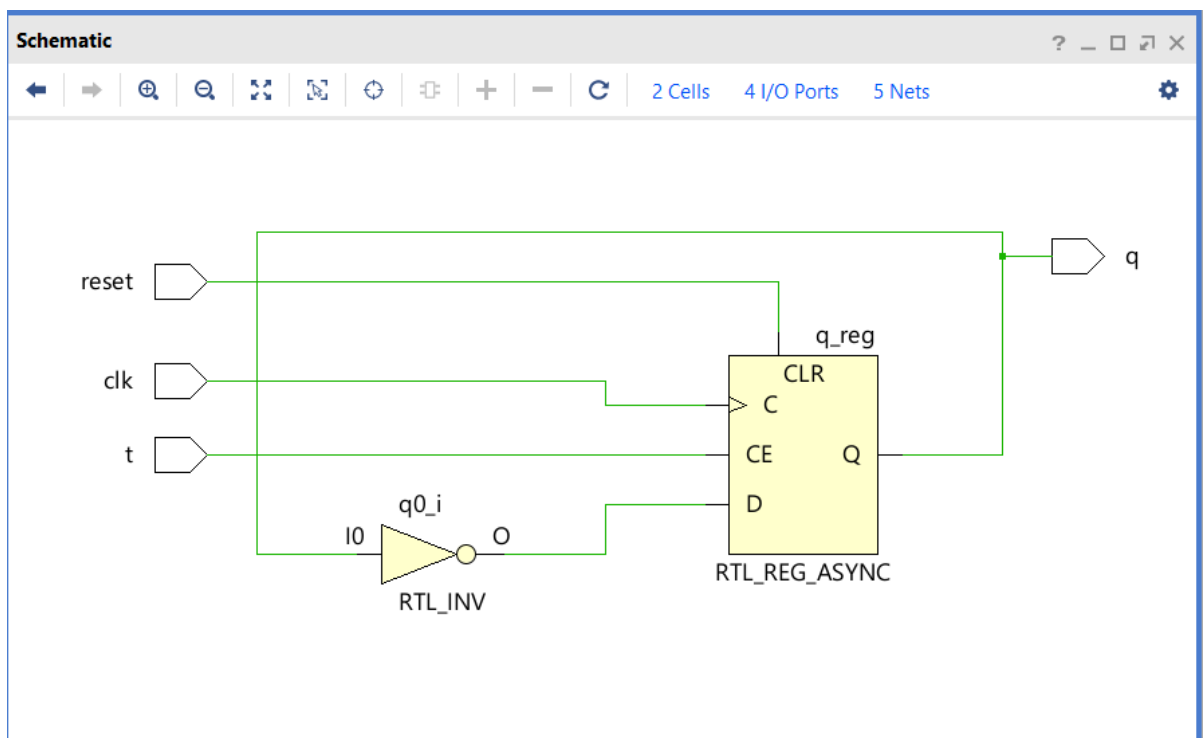 Schematic
2 Cells 4 I/O Ports 5 Nets
q
reset
q_reg
CLR
clk
C
t
CE Q
q0_i
D
I0 O
RTL_REG_ASYNC
RTL_INV